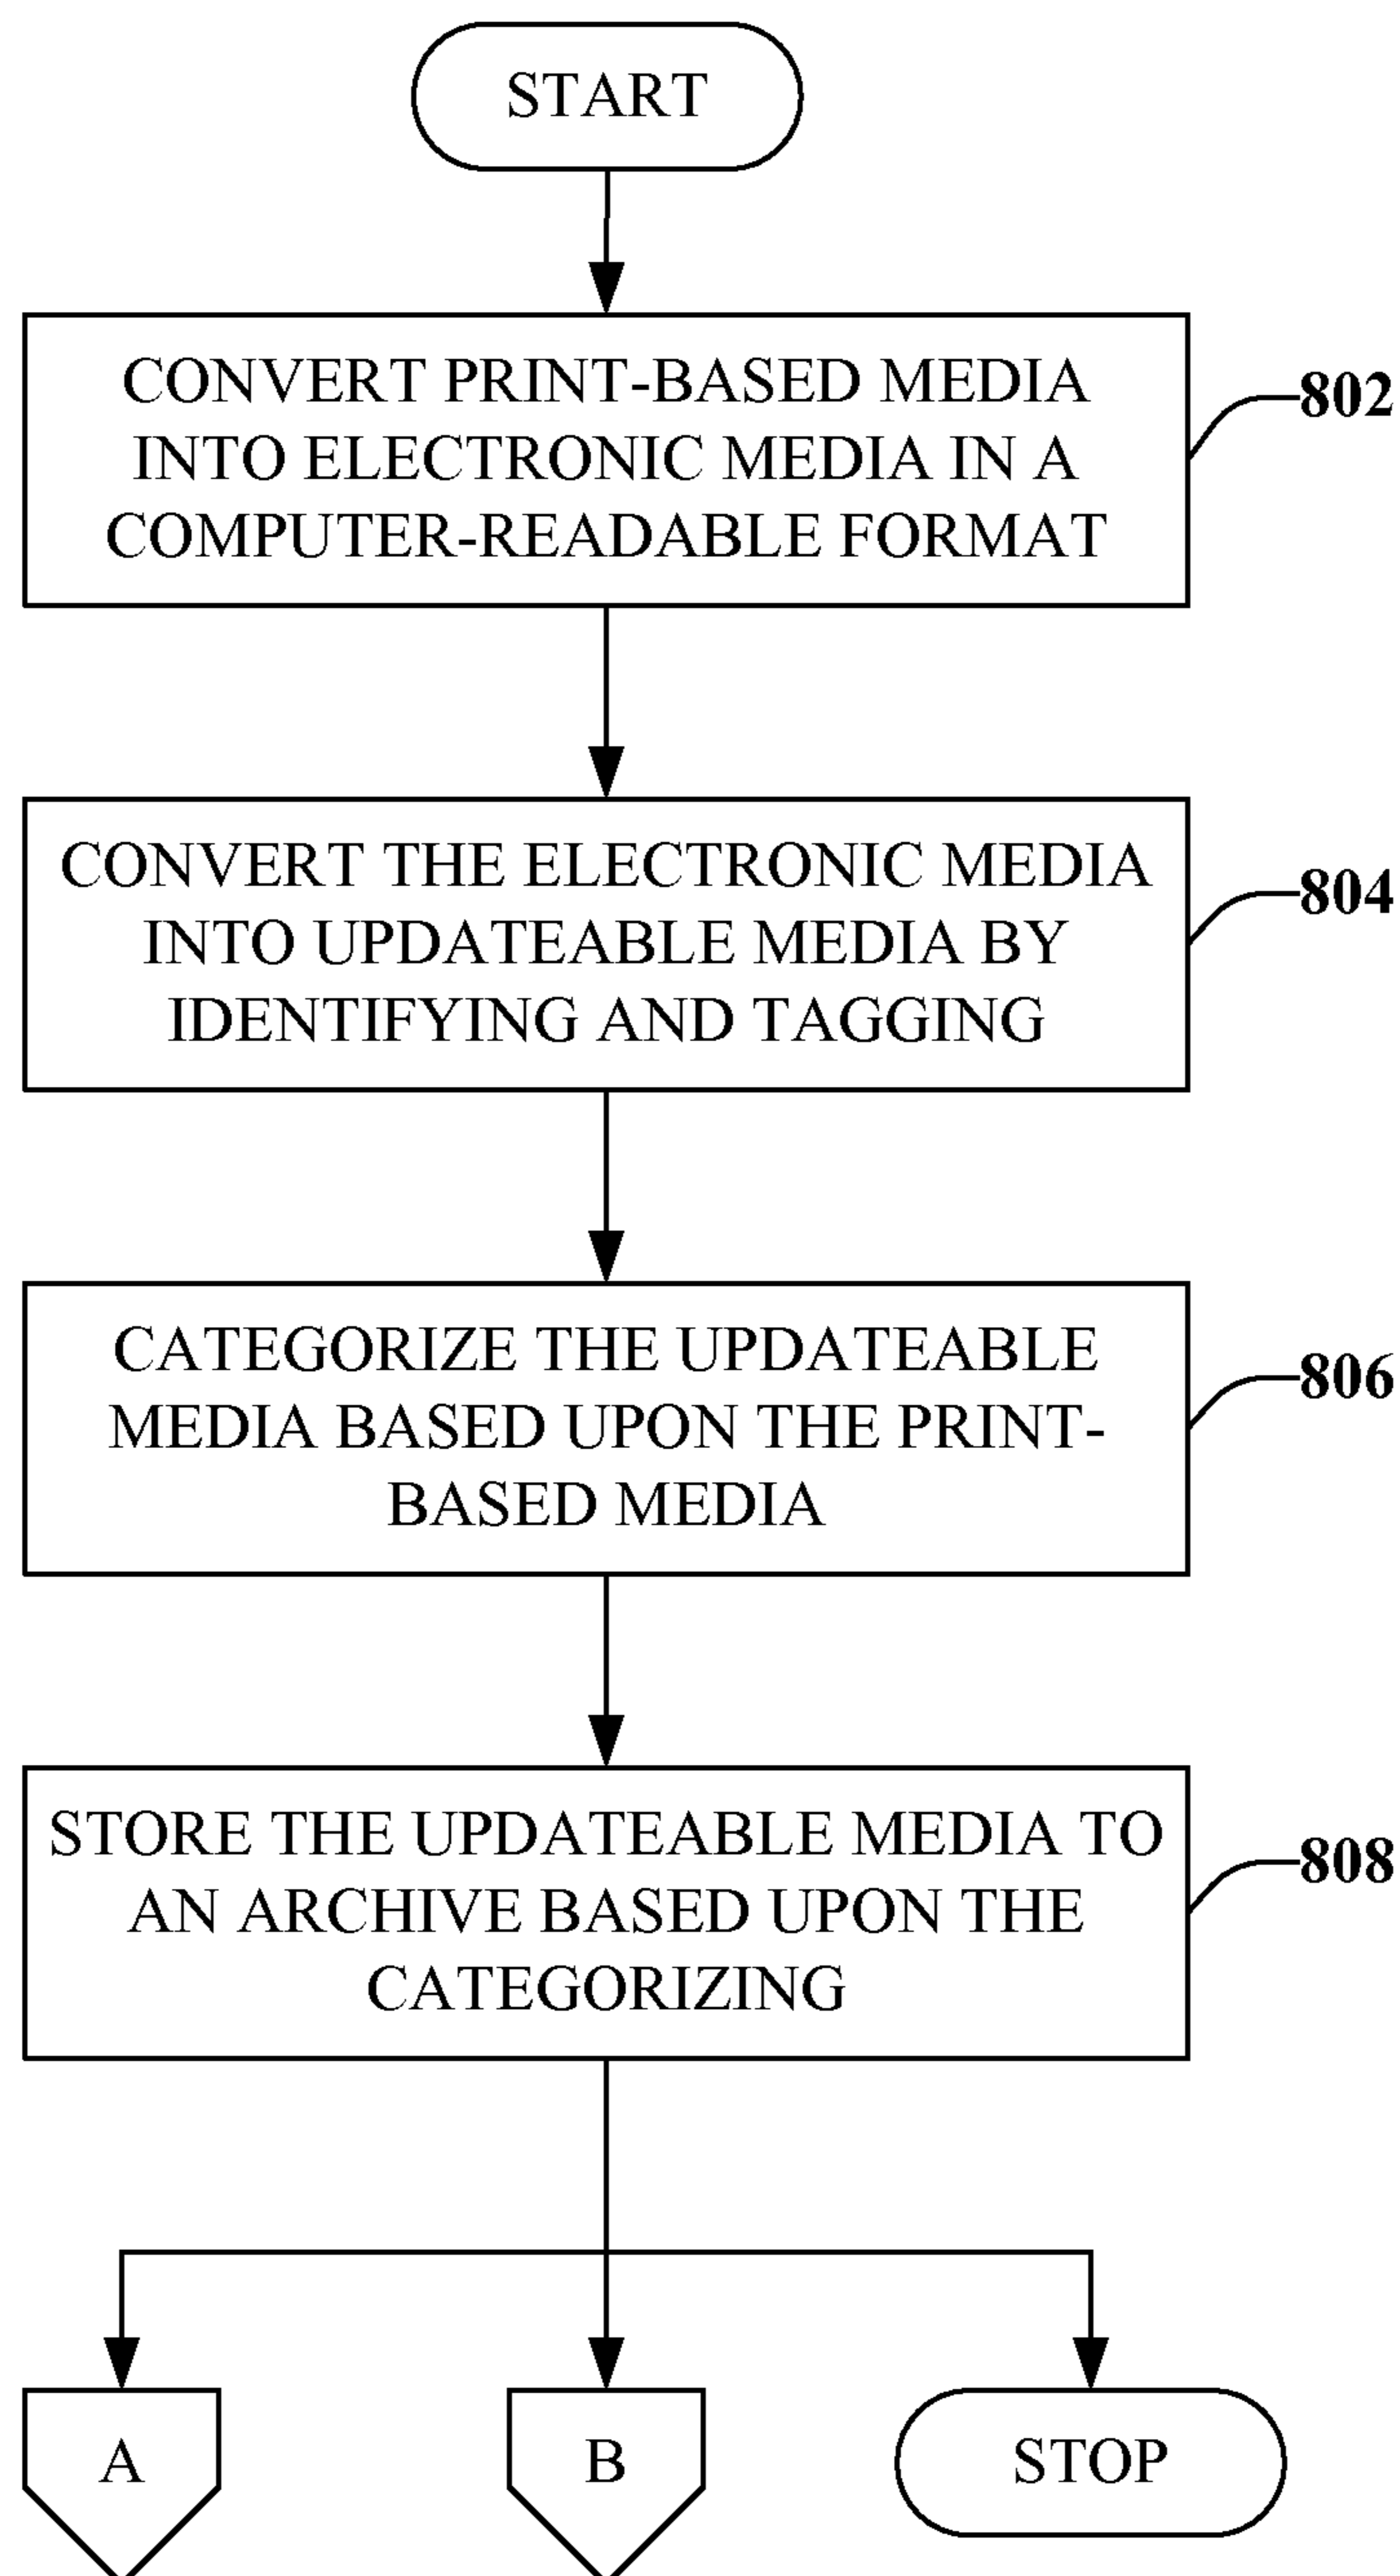 START
CONVERT PRINT-BASED MEDIA
INTO ELECTRONIC MEDIA IN A
COMPUTER-READABLE FORMAT
802
CONVERT THE ELECTRONIC MEDIA
INTO UPDATEABLE MEDIA BY
IDENTIFYING AND TAGGING
804
CATEGORIZE THE UPDATEABLE
MEDIA BASED UPON THE PRINT-
BASED MEDIA
806
STORE THE UPDATEABLE MEDIA TO
AN ARCHIVE BASED UPON THE
CATEGORIZING
808
A
B
STOP